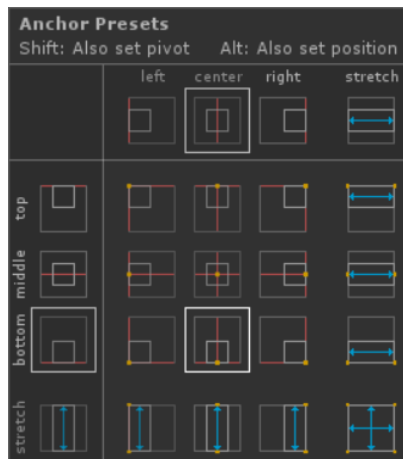 Anchor Presets
Shift: Also set pivot Alt: Also set position
left center right stretch
top
middle
bottom
stretch